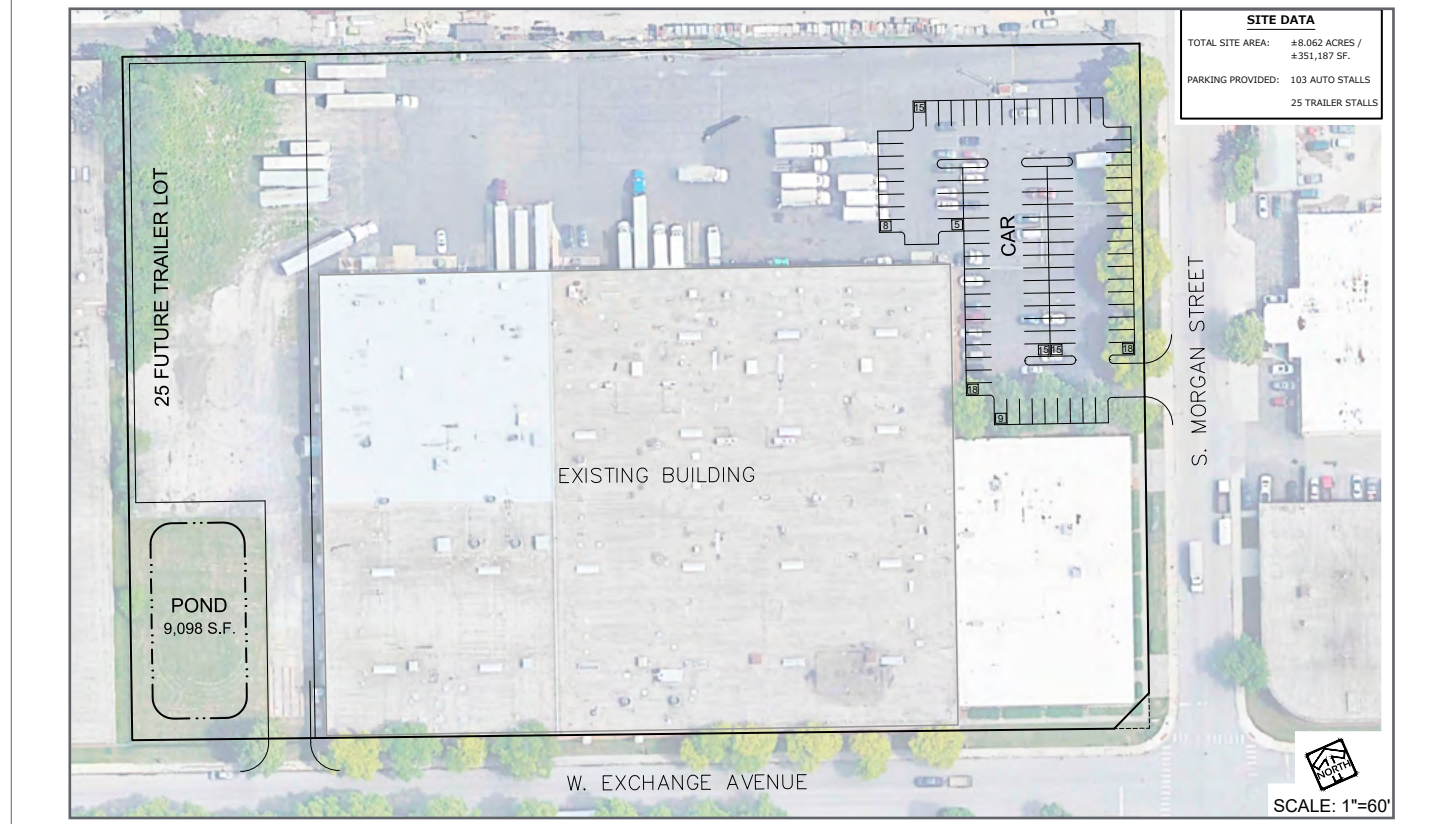 SITE DATA
TOTAL SITE AREA: ±8.062 ACRES /
±351,187 SF.
PARKING PROVIDED: 103 AUTO STALLS
25 TRAILER STALLS
15
25 FUTURE TRAILER LOT
8
5
CAR
S. MORGAN STREET
15 15
18
18
9
EXISTING BUILDING
POND
9,098 S.F.
W. EXCHANGE AVENUE
NORTH
SCALE: 1"=60'